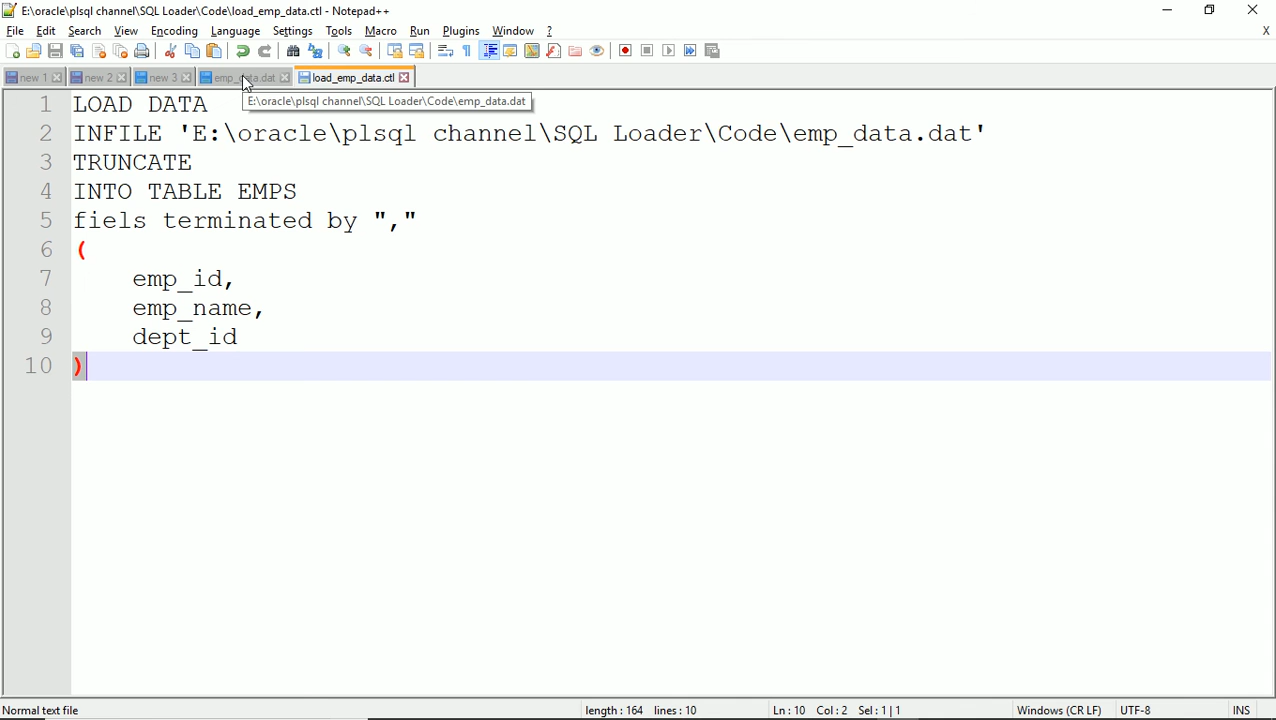 E:\oracle\plsql channel\SQL Loader\Code\load_emp_data.ctl - Notepad++
File Edit Search View Encoding Language Settings Tools Macro Run Plugins Window ? X
new 1 new 2 new 3 emp_data.dat load_emp_data.ctl
E:\oracle\plsql channel\SQL Loader\Code\emp_data.dat
1 LOAD DATA
2 INFILE 'E:\oracle\plsql channel\SQL Loader\Code\emp_data.dat'
3 TRUNCATE
4 INTO TABLE EMPS
5 fiels terminated by ","
6 (
7 emp_id,
8 emp_name,
9 dept_id
10 )
Normal text file length : 164 lines : 10 Ln : 10 Col : 2 Sel : 1 | 1 Windows (CR LF) UTF-8 INS